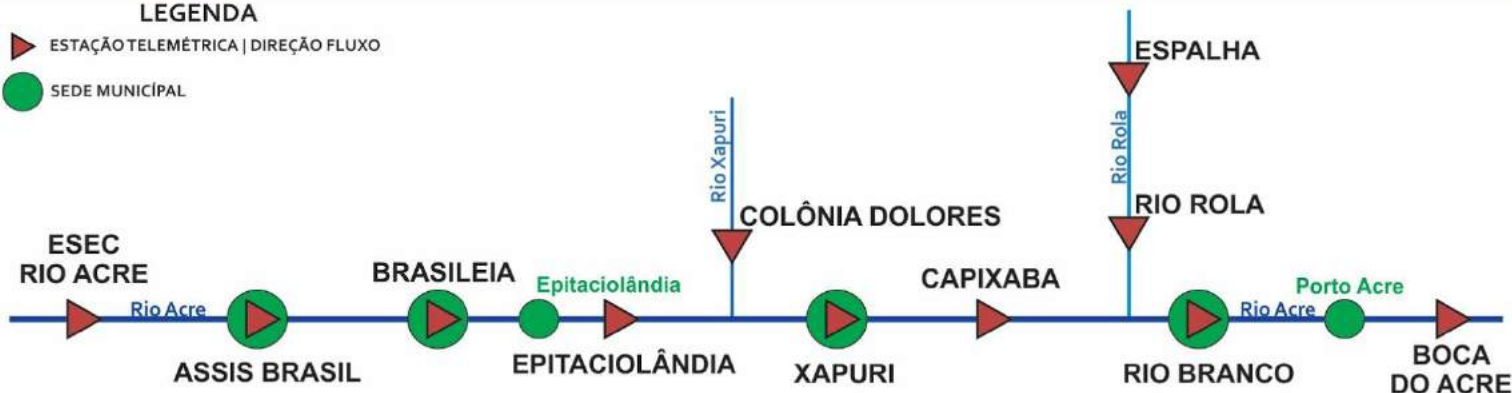 LEGENDA
ESTAÇÃO TELEMÉTRICA | DIREÇÃO FLUXO
SEDE MUNICÍPAL
ESPALHA
Rio Xapuri
Rio Rola
COLÔNIA DOLORES
RIO ROLA
ESEC
RIO ACRE
BRASILEIA
Epitaciolândia
CAPIXABA
Porto Acre
Rio Acre
Rio Acre
ASSIS BRASIL
EPITACIOLÂNDIA
XAPURI
RIO BRANCO
BOCA
DO ACRE